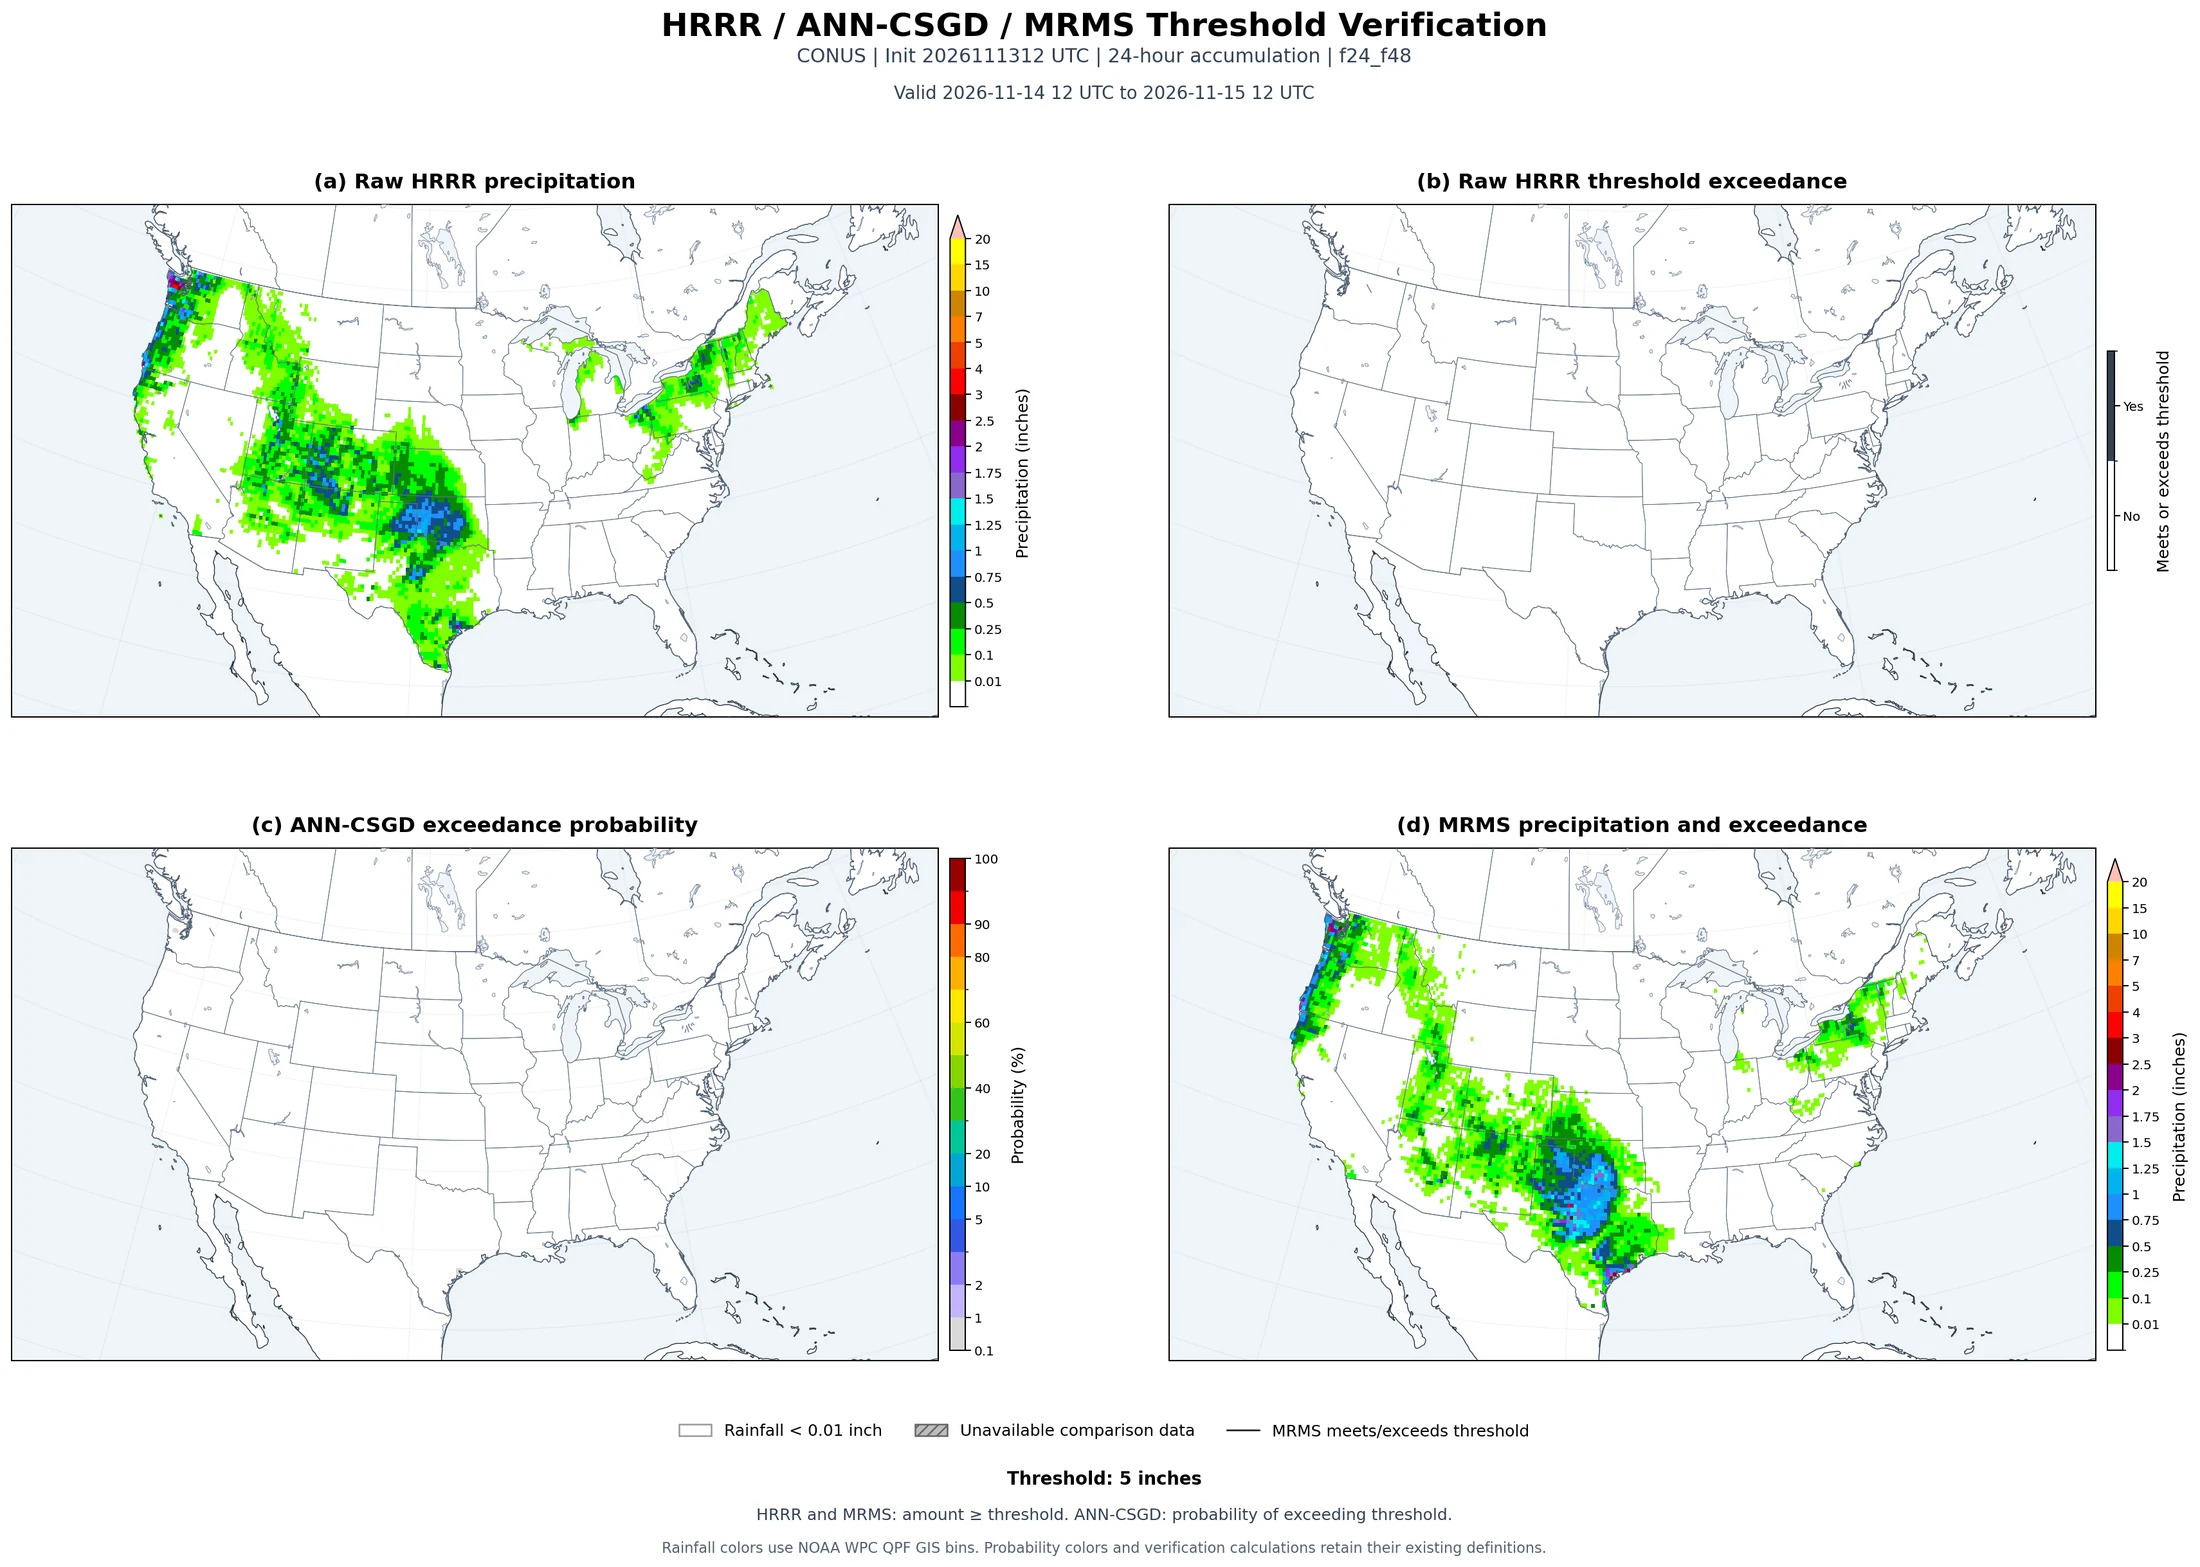 HRRR / ANN-CSGD / MRMS Threshold Verification
CONUS | Init 2026111312 UTC | 24-hour accumulation | f24_f48
Valid 2026-11-14 12 UTC to 2026-11-15 12 UTC
(a) Raw HRRR precipitation
20
15
10
7
5
4
3
2.5
2
1.75
1.5
1.25
1
0.75
0.5
0.25
0.1
0.01
Precipitation (inches)
(b) Raw HRRR threshold exceedance
Yes
No
Meets or exceeds threshold
(c) ANN-CSGD exceedance probability
100
90
80
60
40
20
10
5
2
1
0.1
Probability (%)
(d) MRMS precipitation and exceedance
20
15
10
7
5
4
3
2.5
2
1.75
1.5
1.25
1
0.75
0.5
0.25
0.1
0.01
Precipitation (inches)
Rainfall < 0.01 inch
Unavailable comparison data
MRMS meets/exceeds threshold
Threshold: 5 inches
HRRR and MRMS: amount ≥ threshold. ANN-CSGD: probability of exceeding threshold.
Rainfall colors use NOAA WPC QPF GIS bins. Probability colors and verification calculations retain their existing definitions.